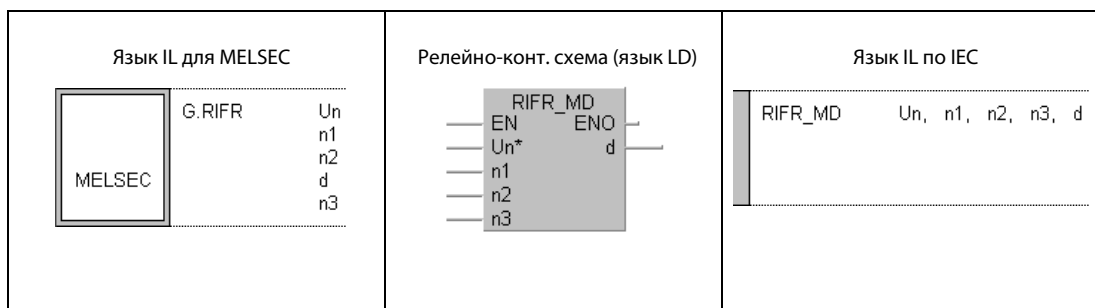 Язык IL для MELSEC
MELSEC
G.RIFR Un
n1
n2
d
n3
Релейно-конт. схема (язык LD)
RIFR_MD
EN ENO
Un* d
n1
n2
n3
Язык IL по IEC
RIFR_MD Un, n1, n2, n3, d